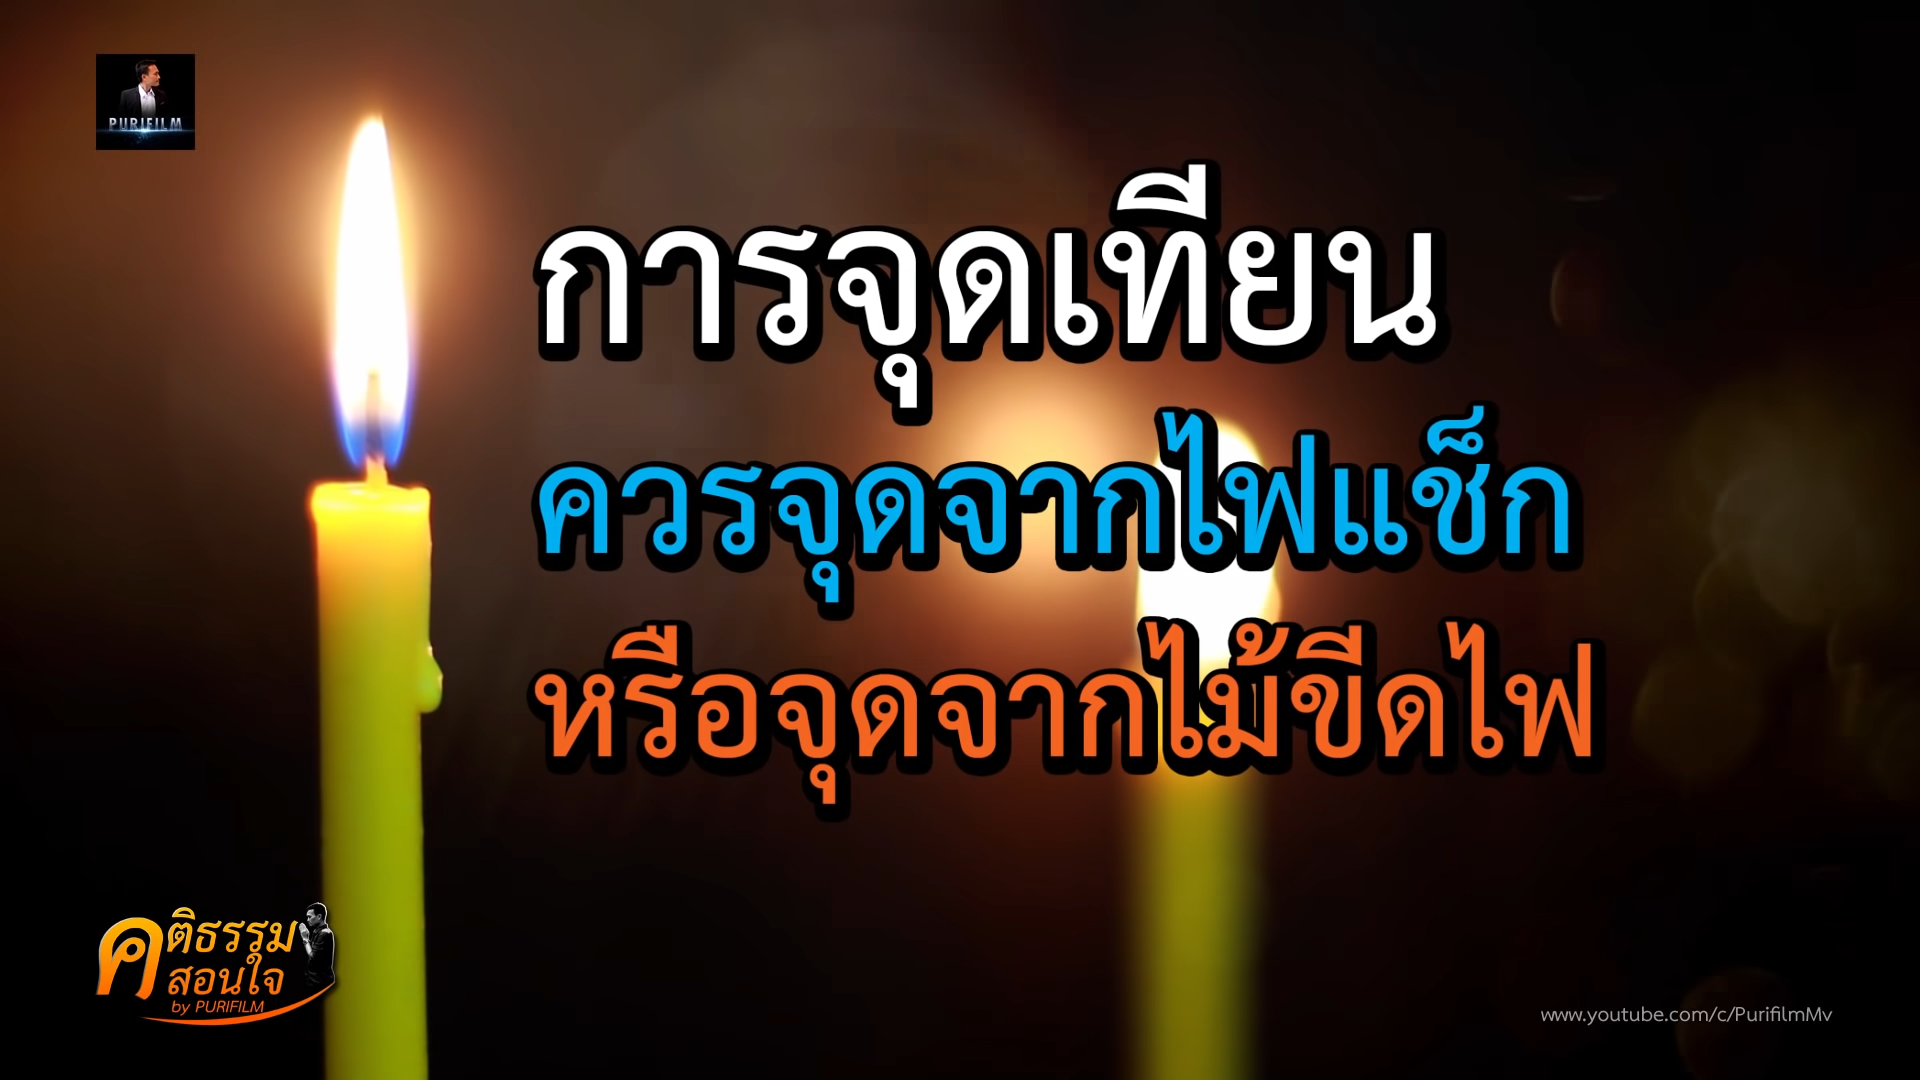 PURIFILM
การจุดเทียน
ควรจุดจากไฟแช็ก
หรือจุดจากไม้ขีดไฟ
คติธรรม
สอนใจ
by PURIFILM
www.youtube.com/c/PurifilmMv